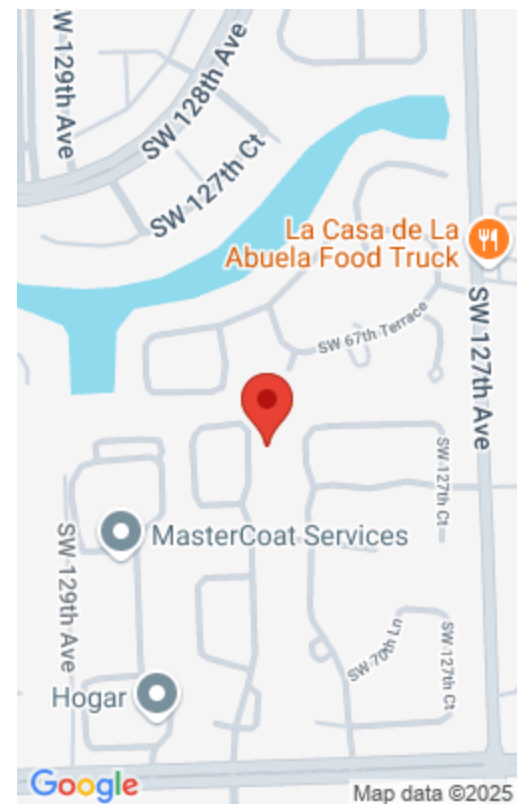 SW 129th Ave
SW 128th Ave
SW 127th Ct
La Casa de La
Abuela Food Truck
SW 67th Terrace
SW 127th Ave
SW 127th Ct
MasterCoat Services
SW 129th Ave
SW 70th Ln
SW 127th Ct
Hogar
Google
Map data ©2025